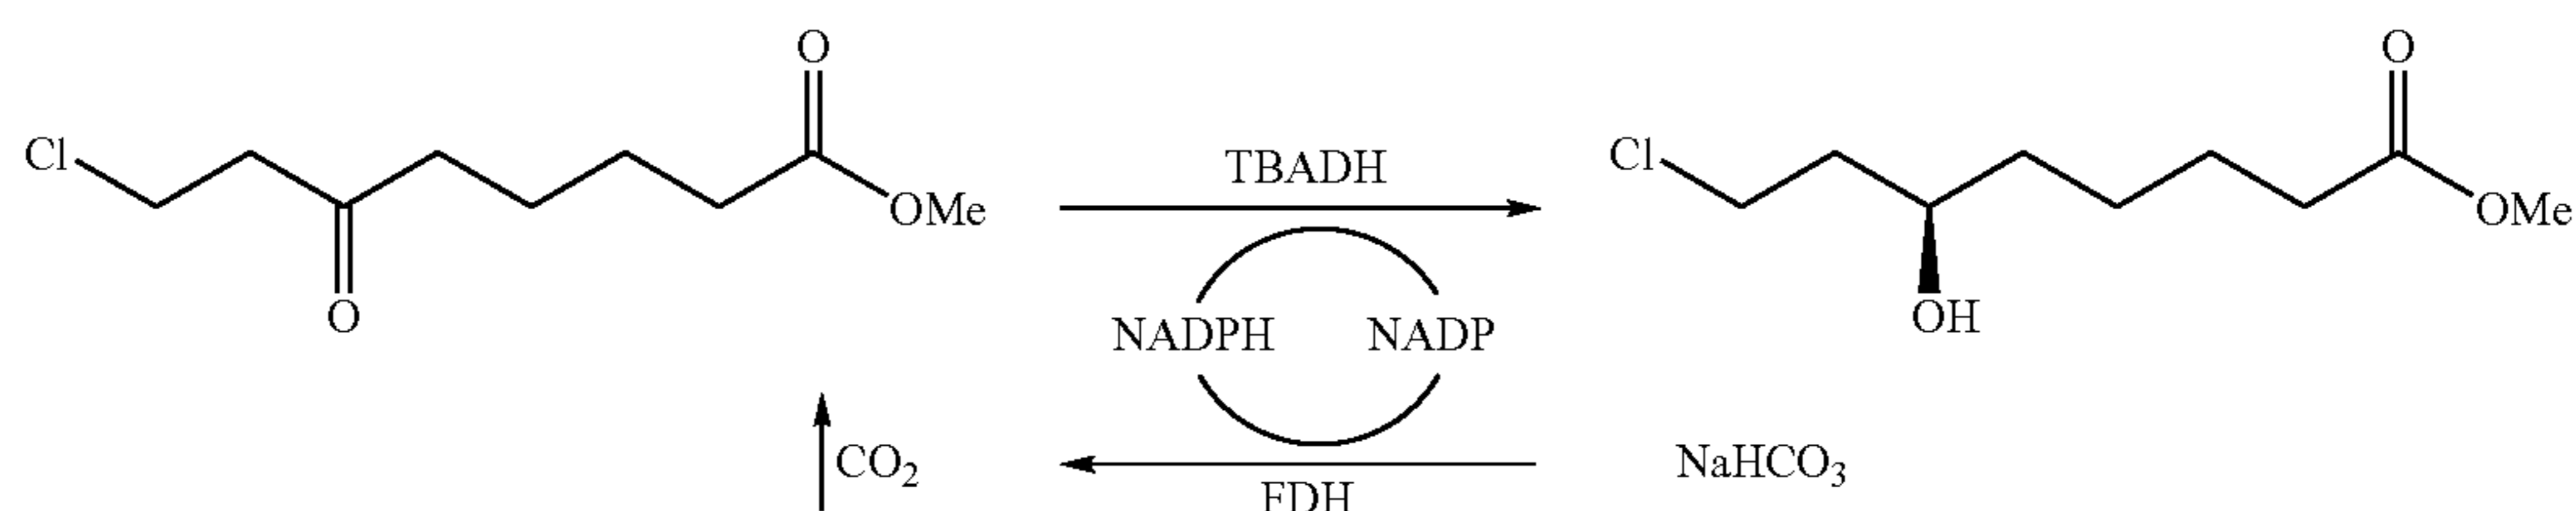 O
O
Cl
TBADH
Cl
OMe
OMe
O
OH
NADPH
NADP
CO₂
NaHCO₃
FDH